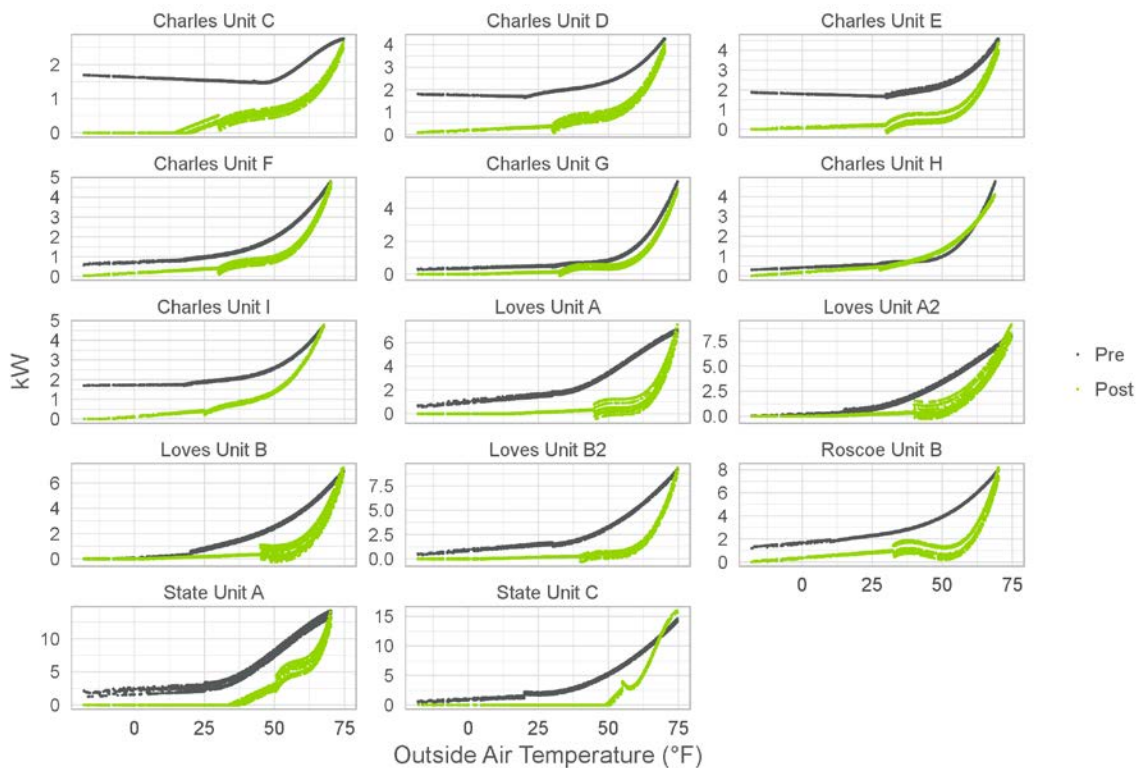 Charles Unit C Charles Unit D Charles Unit E
2 1 0
4 3 2 1 0
4 3 2 1 0
Charles Unit F Charles Unit G Charles Unit H
5 4 3 2 1 0
4 2 0
4 3 2 1 0
Charles Unit I Loves Unit A Loves Unit A2
5 4 3 2 1 0
6 4 2 0
7.5 5.0 2.5 0.0
kW
Pre
Post
Loves Unit B Loves Unit B2 Roscoe Unit B
6 4 2 0
7.5 5.0 2.5 0.0
8 6 4 2 0
0 25 50 75
State Unit A State Unit C
10 5 0
15 10 5 0
0 25 50 75 0 25 50 75
Outside Air Temperature (°F)